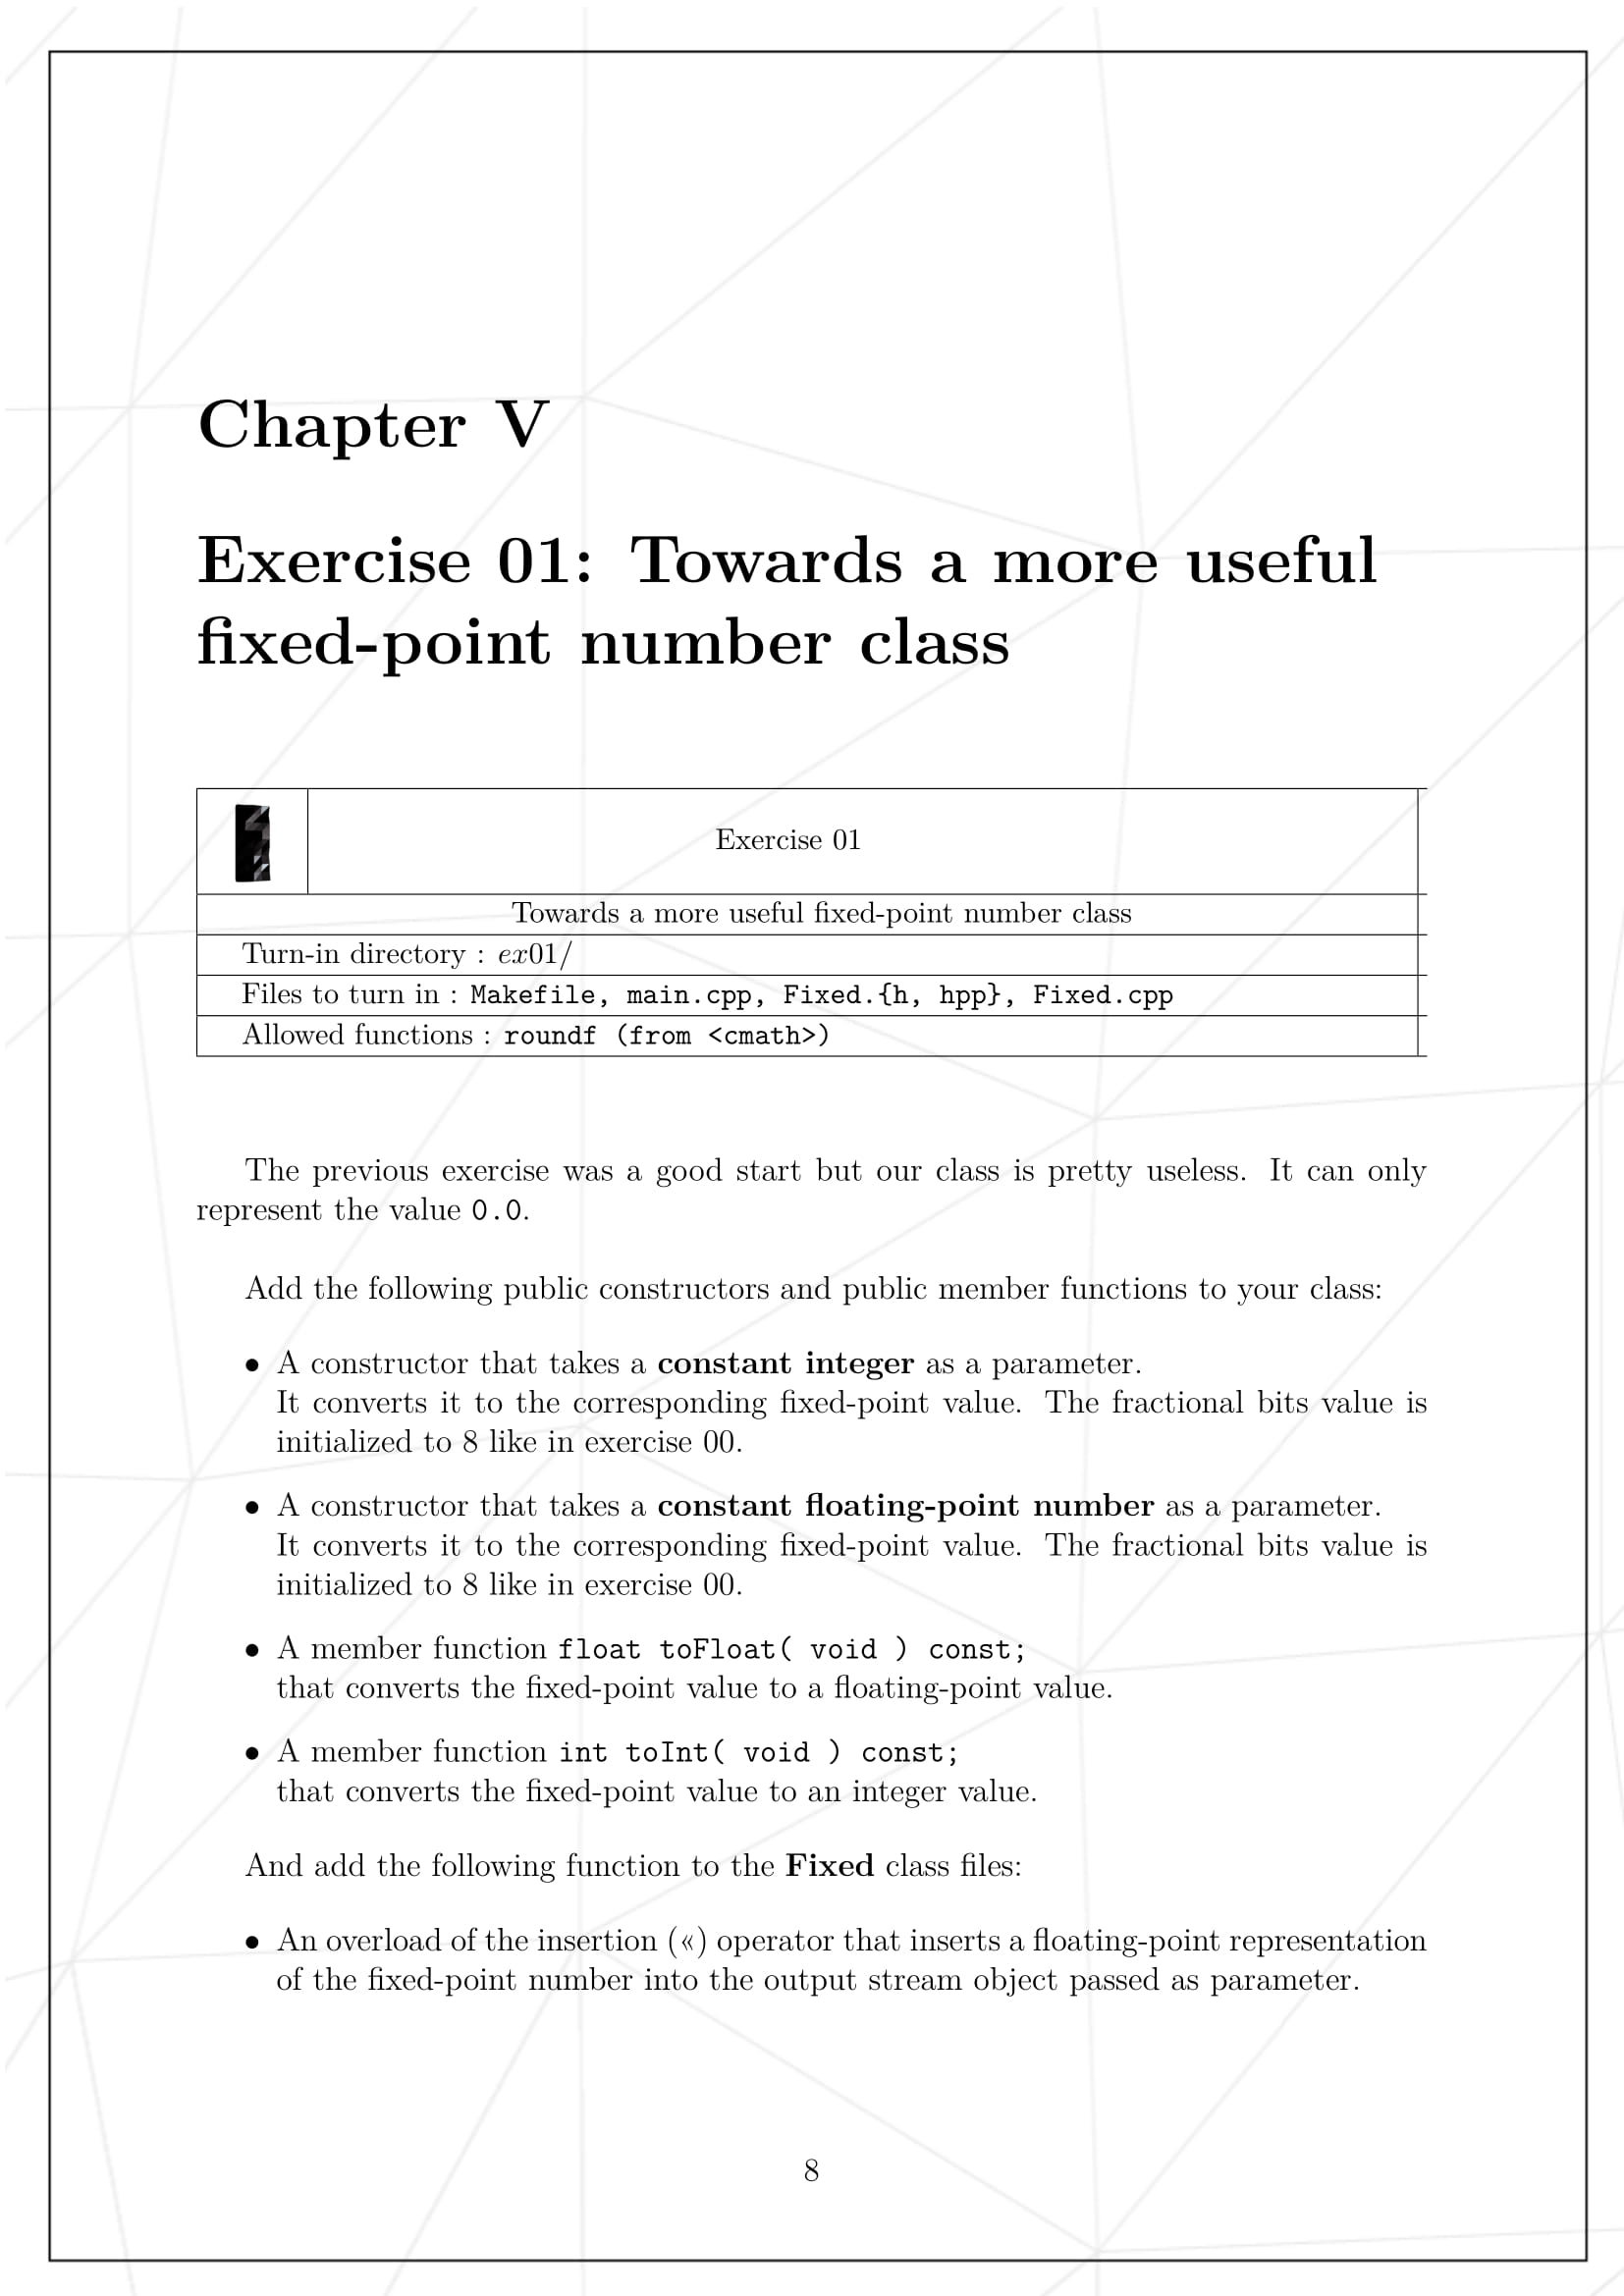 Chapter V
Exercise 01: Towards a more useful
fixed-point number class
Exercise 01
Towards a more useful fixed-point number class
Turn-in directory : ex01/
Files to turn in : Makefile, main.cpp, Fixed.{h, hpp}, Fixed.cpp
Allowed functions : roundf (from <cmath>)
The previous exercise was a good start but our class is pretty useless. It can only
represent the value 0.0.
Add the following public constructors and public member functions to your class:
• A constructor that takes a constant integer as a parameter.
It converts it to the corresponding fixed-point value. The fractional bits value is
initialized to 8 like in exercise 00.
• A constructor that takes a constant floating-point number as a parameter.
It converts it to the corresponding fixed-point value. The fractional bits value is
initialized to 8 like in exercise 00.
• A member function float toFloat( void ) const;
that converts the fixed-point value to a floating-point value.
• A member function int toInt( void ) const;
that converts the fixed-point value to an integer value.
And add the following function to the Fixed class files:
• An overload of the insertion («) operator that inserts a floating-point representation
of the fixed-point number into the output stream object passed as parameter.
8